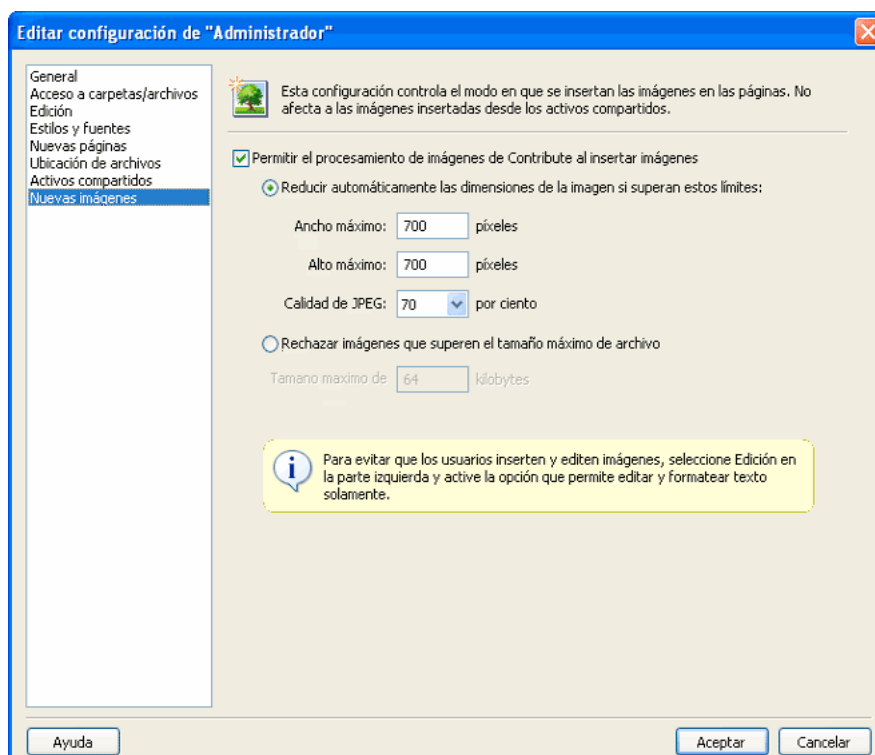 Editar configuración de "Administrador"
General
Acceso a carpetas/archivos
Edición
Estilos y fuentes
Nuevas páginas
Ubicación de archivos
Activos compartidos
Nuevas imágenes
Esta configuración controla el modo en que se insertan las imágenes en las páginas. No
afecta a las imágenes insertadas desde los activos compartidos.
Permitir el procesamiento de imágenes de Contribute al insertar imágenes
Reducir automáticamente las dimensiones de la imagen si superan estos límites:
Ancho máximo: 700 píxeles
Alto máximo: 700 píxeles
Calidad de JPEG: 70 por ciento
Rechazar imágenes que superen el tamaño máximo de archivo
Tamano maximo de 64 kilobytes
Para evitar que los usuarios inserten y editen imágenes, seleccione Edición en
la parte izquierda y active la opción que permite editar y formatear texto
solamente.
Ayuda
Aceptar
Cancelar